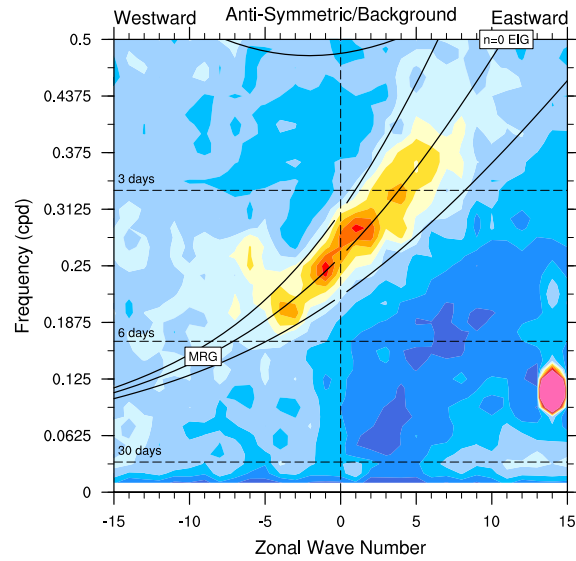 Westward
Anti-Symmetric/Background
Eastward
n=0 EIG
0.5
0.4375
0.375
3 days
0.3125
0.25
0.1875
6 days
MRG
0.125
0.0625
30 days
0
-15
-10
-5
0
5
10
15
Frequency (cpd)
Zonal Wave Number